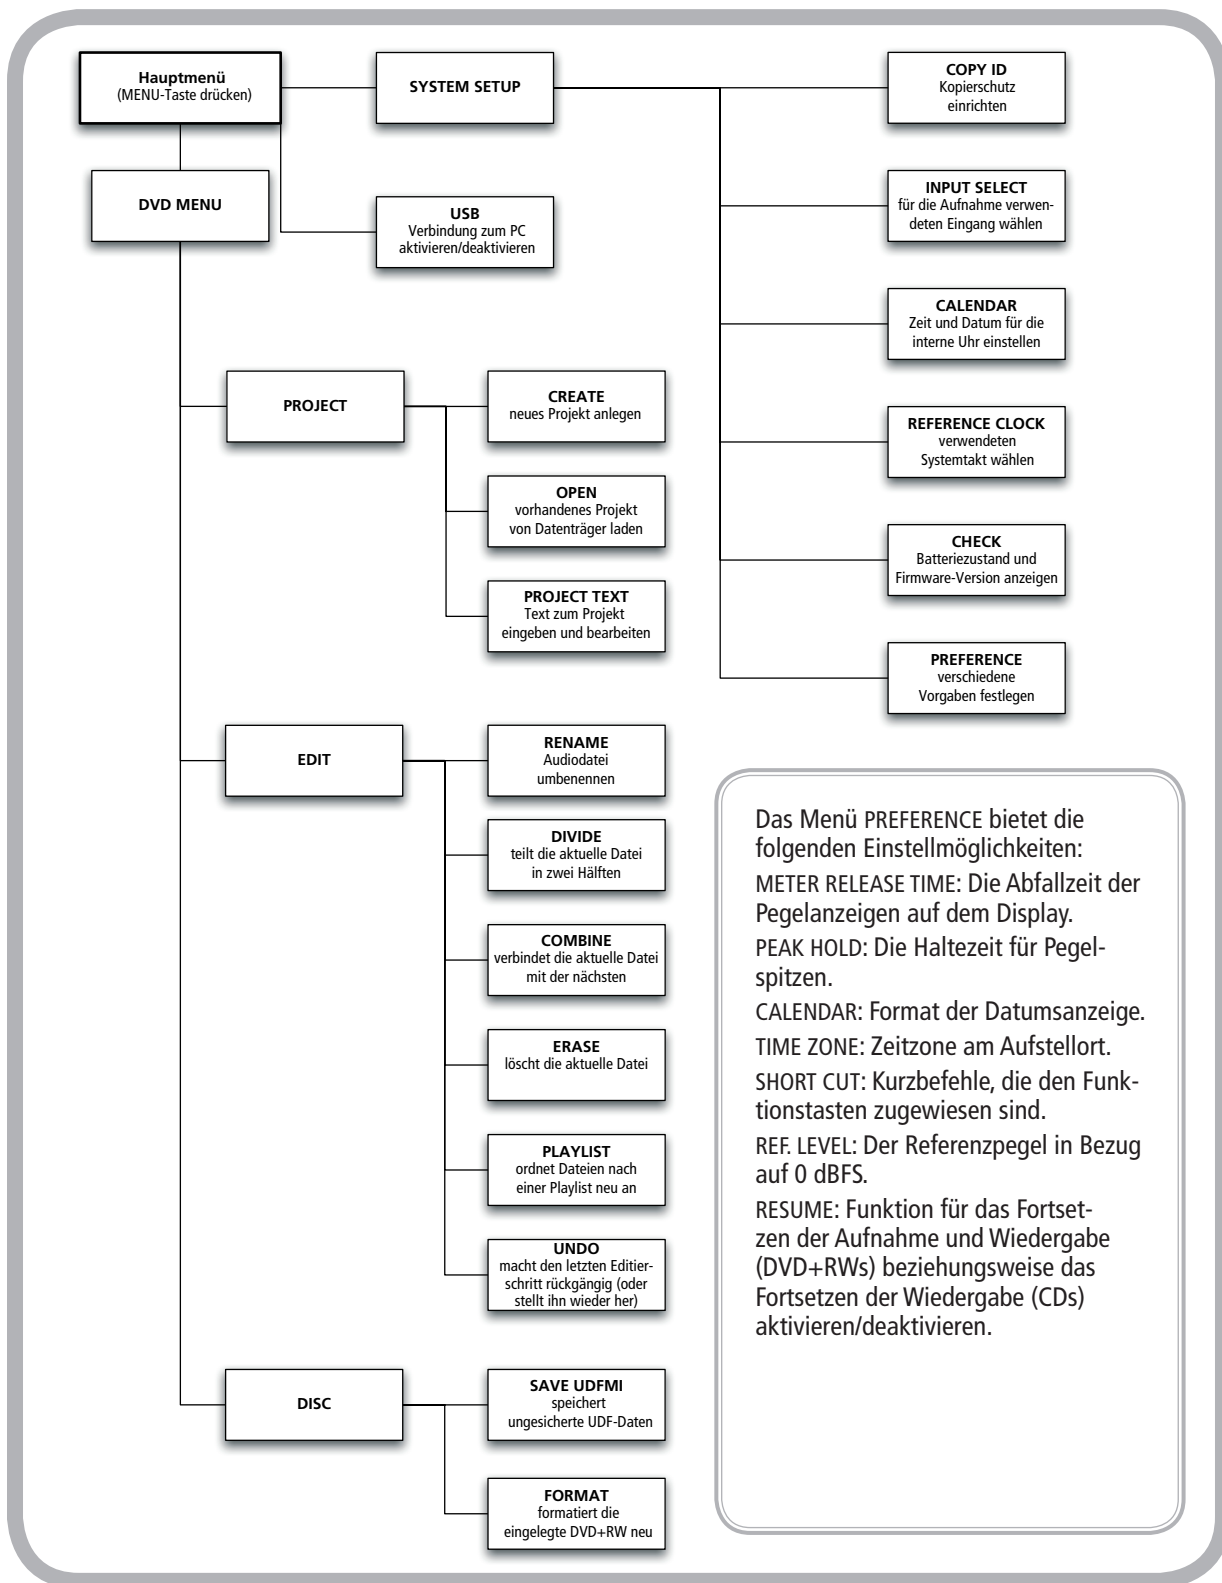 Hauptmenü
(MENU-Taste drücken)
SYSTEM SETUP
COPY ID
Kopierschutz
einrichten
DVD MENU
USB
Verbindung zum PC
aktivieren/deaktivieren
INPUT SELECT
für die Aufnahme verwen-
deten Eingang wählen
CALENDAR
Zeit und Datum für die
interne Uhr einstellen
PROJECT
CREATE
neues Projekt anlegen
REFERENCE CLOCK
verwendeten
Systemtakt wählen
OPEN
vorhandenes Projekt
von Datenträger laden
CHECK
Batteriezustand und
Firmware-Version anzeigen
PROJECT TEXT
Text zum Projekt
eingeben und bearbeiten
PREFERENCE
verschiedene
Vorgaben festlegen
EDIT
RENAME
Audiodatei
umbenennen
DIVIDE
teilt die aktuelle Datei
in zwei Hälften
COMBINE
verbindet die aktuelle Datei
mit der nächsten
ERASE
löscht die aktuelle Datei
PLAYLIST
ordnet Dateien nach
einer Playlist neu an
UNDO
macht den letzten Editier-
schritt rückgängig (oder
stellt ihn wieder her)
DISC
SAVE UDFMI
speichert
ungesicherte UDF-Daten
FORMAT
formatiert die
eingelegte DVD+RW neu
Das Menü PREFERENCE bietet die
folgenden Einstellmöglichkeiten:
METER RELEASE TIME: Die Abfallzeit der
Pegelanzeigen auf dem Display.
PEAK HOLD: Die Haltezeit für Pegel-
spitzen.
CALENDAR: Format der Datumsanzeige.
TIME ZONE: Zeitzone am Aufstellort.
SHORT CUT: Kurzbefehle, die den Funk-
tionstasten zugewiesen sind.
REF. LEVEL: Der Referenzpegel in Bezug
auf 0 dBFS.
RESUME: Funktion für das Fortset-
zen der Aufnahme und Wiedergabe
(DVD+RWs) beziehungsweise das
Fortsetzen der Wiedergabe (CDs)
aktivieren/deaktivieren.